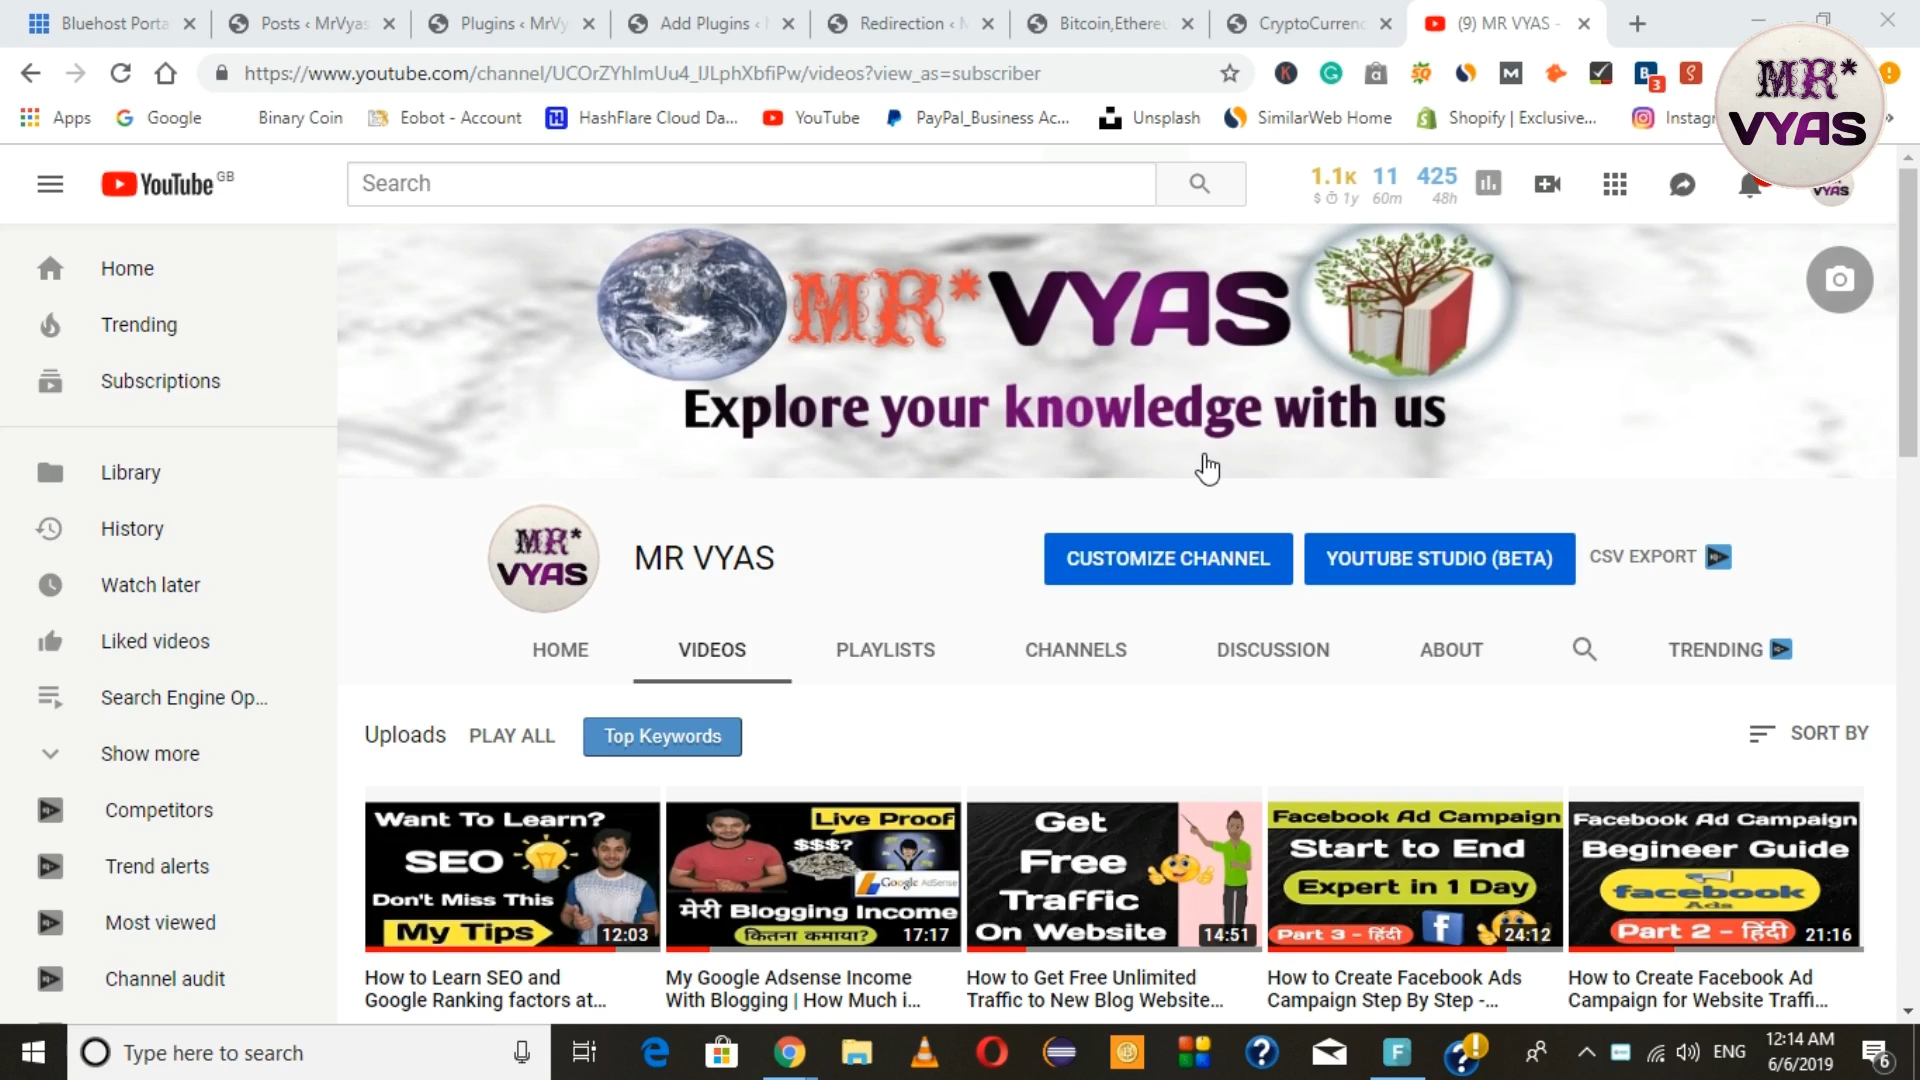 Bluehost Porta
Posts ‹ MrVyas
Plugins ‹ MrVy
Add Plugins ‹
Redirection ‹
Bitcoin,Ethere
CryptoCurrenc
(9) MR VYAS -
https://www.youtube.com/channel/UCOrZYhImUu4_lJLphXbfiPw/videos?view_as=subscriber
MR*
VYAS
Apps
Google
Binary Coin
Eobot - Account
HashFlare Cloud Da...
YouTube
PayPal_Business Ac...
Unsplash
SimilarWeb Home
Shopify | Exclusive...
Instagr
YouTube GB
Search
1.1K 11 425
$ 1y 60m 48h
VYAS
Home
Trending
Subscriptions
Library
History
Watch later
Liked videos
Search Engine Op...
Show more
Competitors
Trend alerts
Most viewed
Channel audit
MR*VYAS
Explore your knowledge with us
MR*
VYAS
MR VYAS
CUSTOMIZE CHANNEL
YOUTUBE STUDIO (BETA)
CSV EXPORT
HOME
VIDEOS
PLAYLISTS
CHANNELS
DISCUSSION
ABOUT
TRENDING
Uploads
PLAY ALL
Top Keywords
SORT BY
Want To Learn?
SEO
Don't Miss This
My Tips
12:03
How to Learn SEO and
Google Ranking factors at...
Live Proof
$$$?
Google AdSense
मेरी Blogging Income
कितना कमाया?
17:17
My Google Adsense Income
With Blogging | How Much i...
Get
Free
Traffic
On Website
14:51
How to Get Free Unlimited
Traffic to New Blog Website...
Facebook Ad Campaign
Start to End
Expert in 1 Day
Part 3 - हिंदी
24:12
How to Create Facebook Ads
Campaign Step By Step -...
Facebook Ad Campaign
Begineer Guide
facebook
Ads
Part 2 - हिंदी
21:16
How to Create Facebook Ad
Campaign for Website Traffi...
Type here to search
ENG
12:14 AM
6/6/2019
6